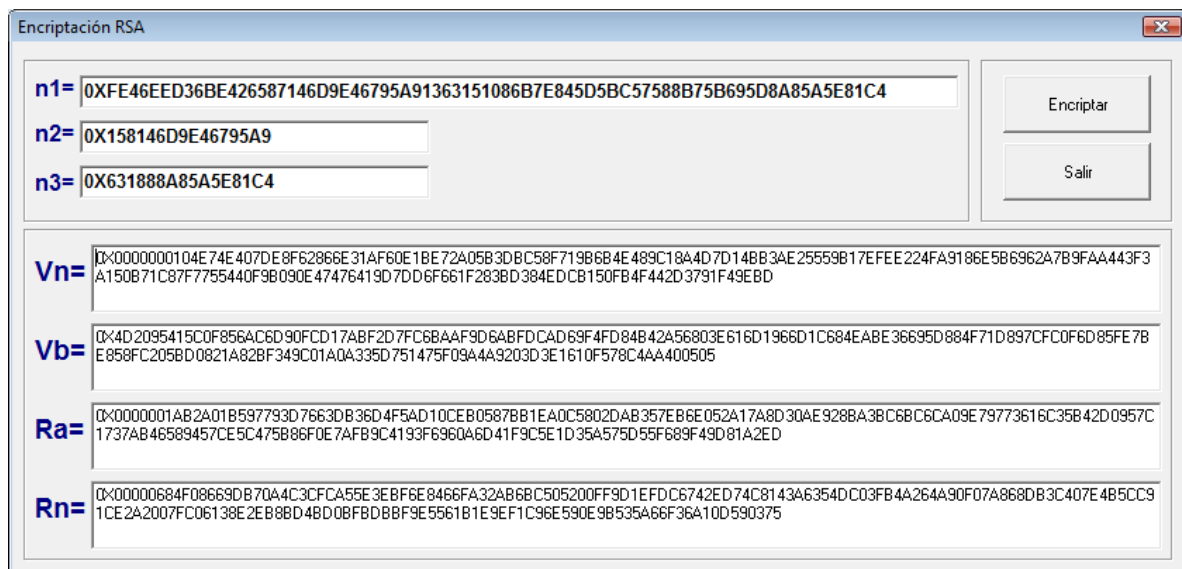 Encriptación RSA
n1= 0XFE46EED36BE426587146D9E46795A91363151086B7E845D5BC57588B75B695D8A85A5E81C4
Encriptar
n2= 0X158146D9E46795A9
n3= 0X631888A85A5E81C4
Salir
Vn= 0X0000000104E74E407DE8F62866E31AF60E1BE72A05B3DBC58F719B6B4E489C18A4D7D14BB3AE25559B17EFEE224FA9186E5B6962A7B9FAA443F3
A150B71C87F7755440F9B090E47476419D7DD6F661F283BD384EDCB150FB4F442D3791F49EBD
Vb= 0X4D2095415C0F856AC6D90FCD17ABF2D7FC6BAAF9D6ABFDCAD69F4FD84B42A56803E616D1966D1C684EABE36695D884F71D897CFC0F6D85FE7B
E858FC205BD0821A82BF349C01A0A335D751475F09A4A9203D3E1610F578C4AA400505
Ra= 0X0000001AB2A01B597793D7663DB36D4F5AD10CEB0587BB1EA0C5802DAB357EB6E052A17A8D30AE928BA3BC6BC6CA09E79773616C35B42D0957C
1737AB46589457CE5C475B86F0E7AFB9C4193F6960A6D41F9C5E1D35A575D55F689F49D81A2ED
Rn= 0X00000684F08669DB70A4C3CFCA55E3EBF6E8466FA32AB6BC505200FF9D1EFDC6742ED74C8143A6354DC03FB4A264A90F07A868DB3C407E4B5CC9
1CE2A2007FC06138E2EB8BD4BD0BFBDBBF9E5561B1E9EF1C96E590E9B535A66F36A10D590375